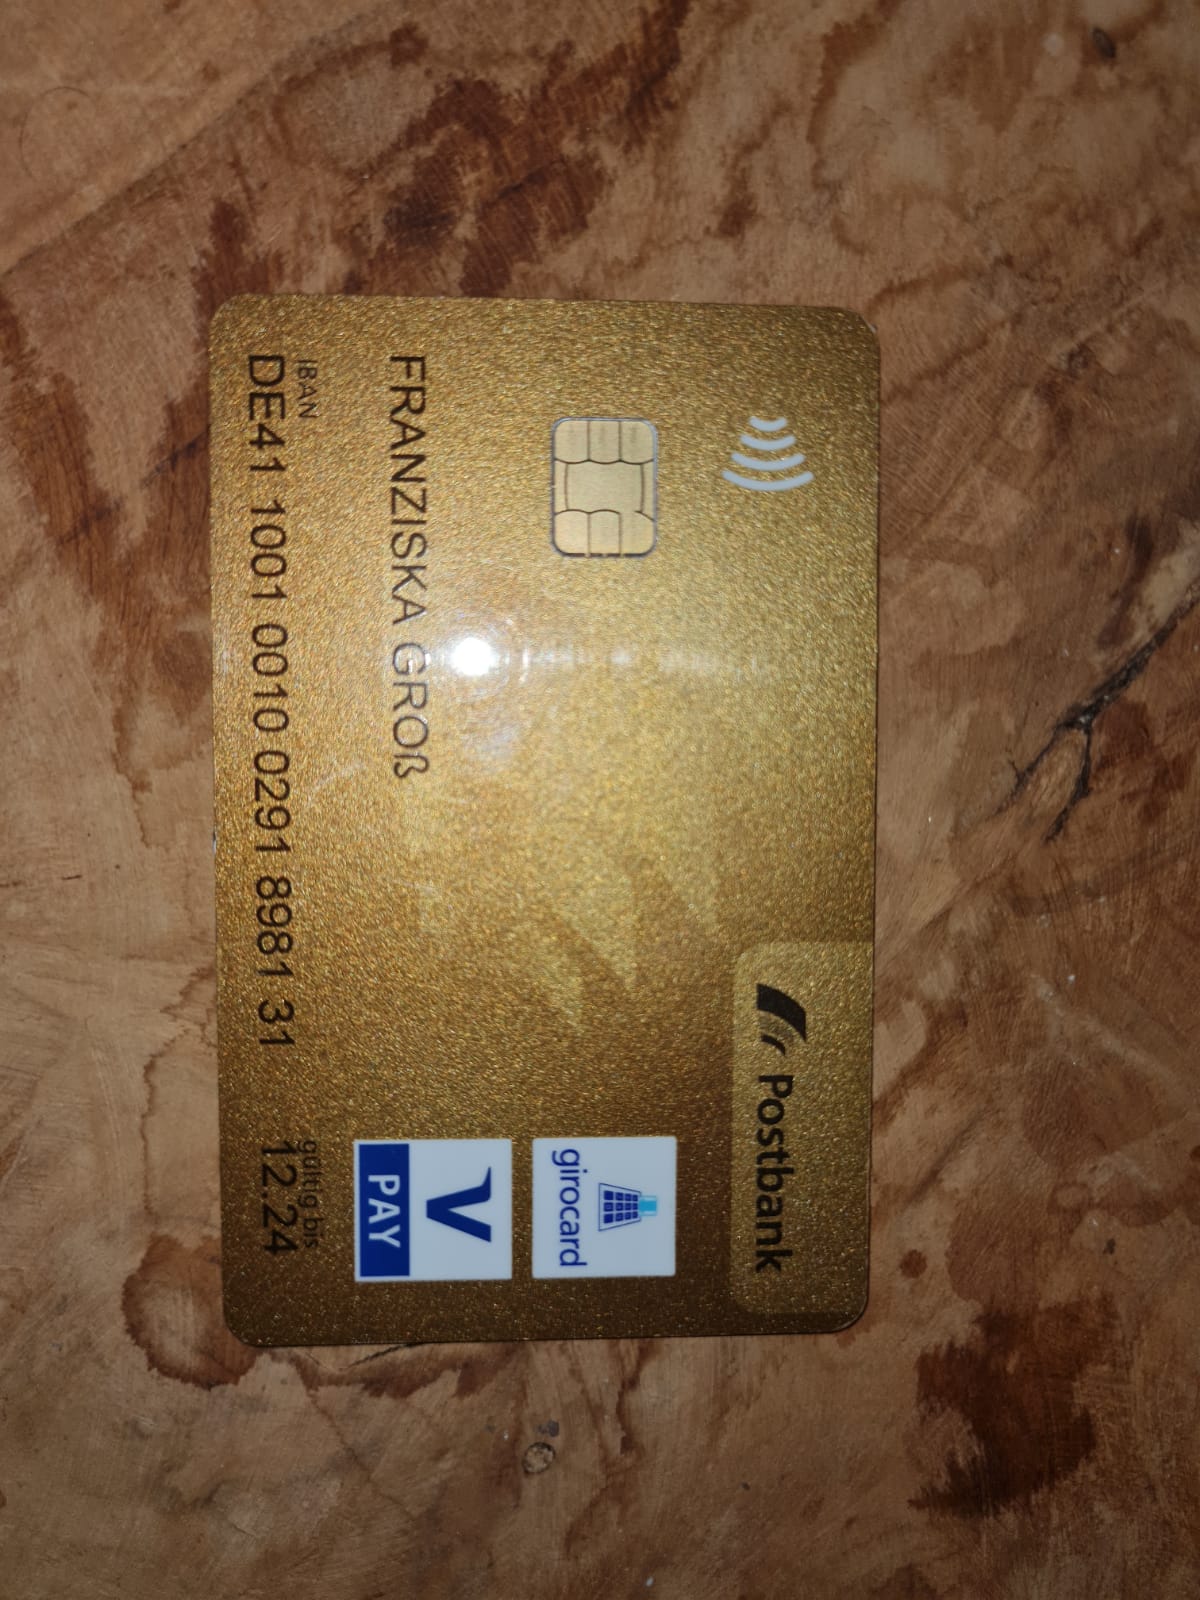 Postbank
girocard
V
PAY
FRANZISKA GROß
IBAN gültig bis
DE41 1001 0010 0291 8981 31 12.24